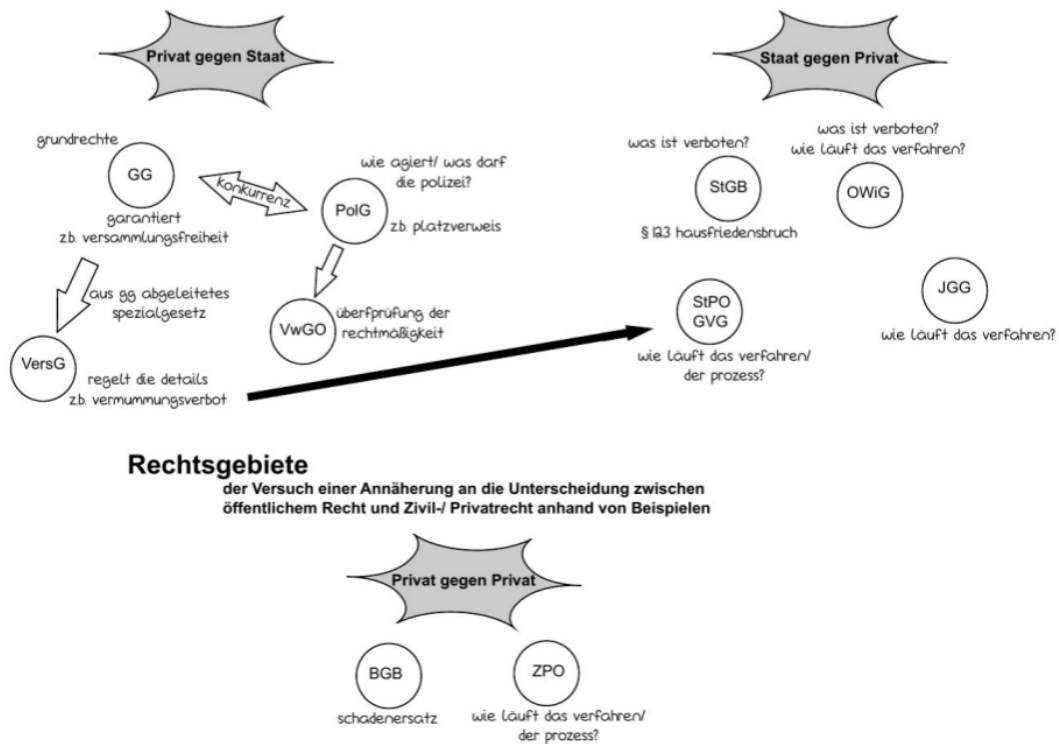 Privat gegen Staat
grundrechte
GG
garantiert
z.b. versammlungsfreiheit
konkurrenz
wie agiert/ was darf
die polizei?
PolG
z.b. platzverweis
aus gg abgeleitetes
spezialgesetz
VwGO
überfprüfung der
rechtmäßigkeit
VersG
regelt die details
z.b. vermummungsverbot
Staat gegen Privat
was ist verboten?
StGB
§ 123 hausfriedensbruch
was ist verboten?
wie läuft das verfahren?
OWiG
StPO
GVG
wie läuft das verfahren/
der prozess?
JGG
wie läuft das verfahren?
Rechtsgebiete
der Versuch einer Annäherung an die Unterscheidung zwischen
öffentlichem Recht und Zivil-/ Privatrecht anhand von Beispielen
Privat gegen Privat
BGB
schadenersatz
ZPO
wie läuft das verfahren/
der prozess?